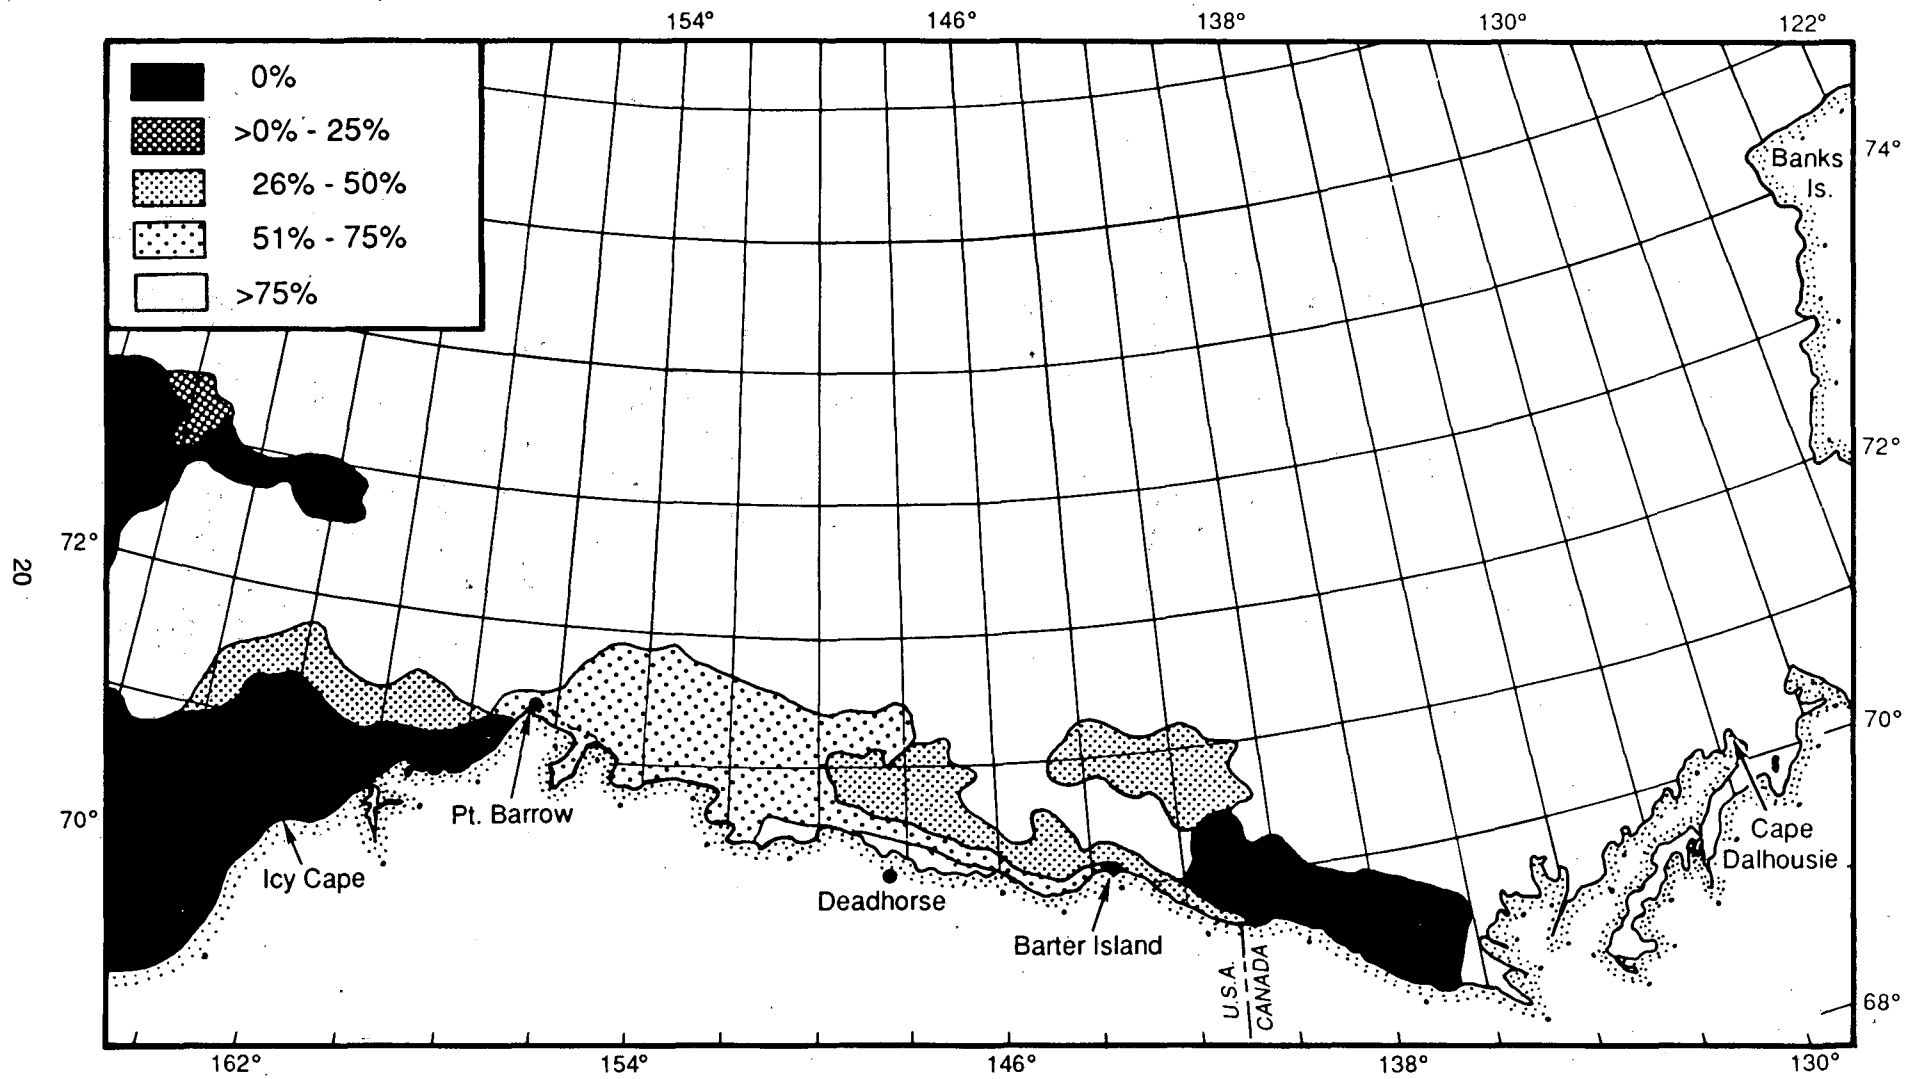 154° 146° 138° 130° 122°
0%
>0% - 25%
26% - 50%
51% - 75%
>75%
Banks
Is.
74°
72°
72°
70°
70°
68°
20
Pt. Barrow
Icy Cape
Deadhorse
Barter Island
Cape
Dalhousie
U.S.A.
CANADA
162° 154° 146° 138° 130°